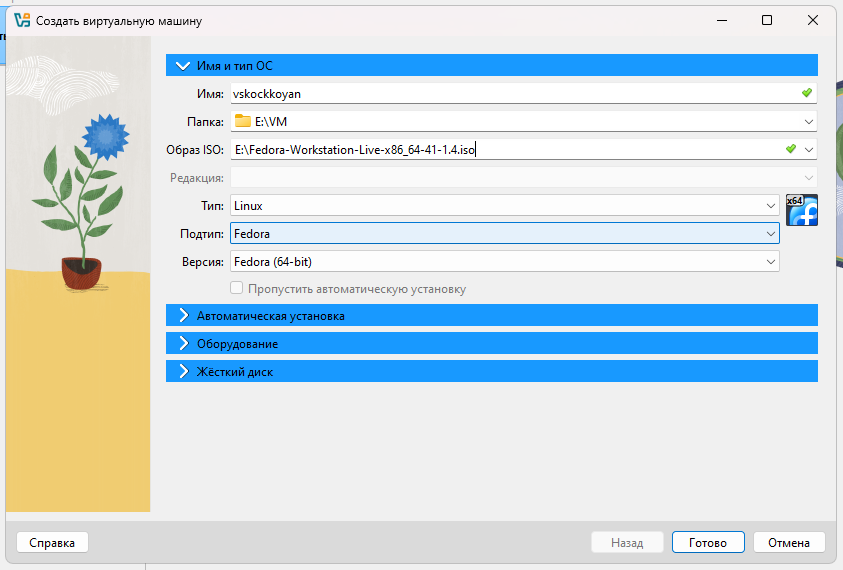 Создать виртуальную машину
Имя и тип ОС
Имя: vskockkoyan
Папка: E:\VM
Образ ISO: E:\Fedora-Workstation-Live-x86_64-41-1.4.iso
Редакция:
Тип: Linux
x64
Подтип: Fedora
Версия: Fedora (64-bit)
Пропустить автоматическую установку
Автоматическая установка
Оборудование
Жёсткий диск
Справка
Назад
Готово
Отмена